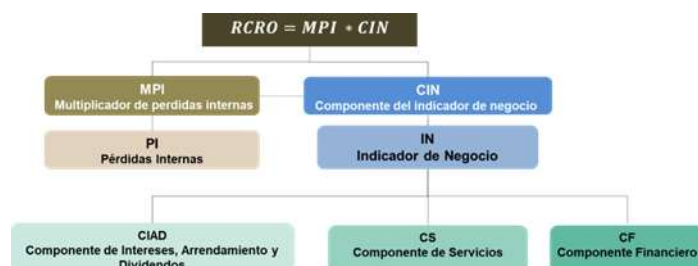 RCRO = MPI * CIN
MPI
Multiplicador de perdidas internas
CIN
Componente del indicador de negocio
PI
Pérdidas Internas
IN
Indicador de Negocio
CIAD
Componente de Intereses, Arrendamiento y
Dividendos
CS
Componente de Servicios
CF
Componente Financiero